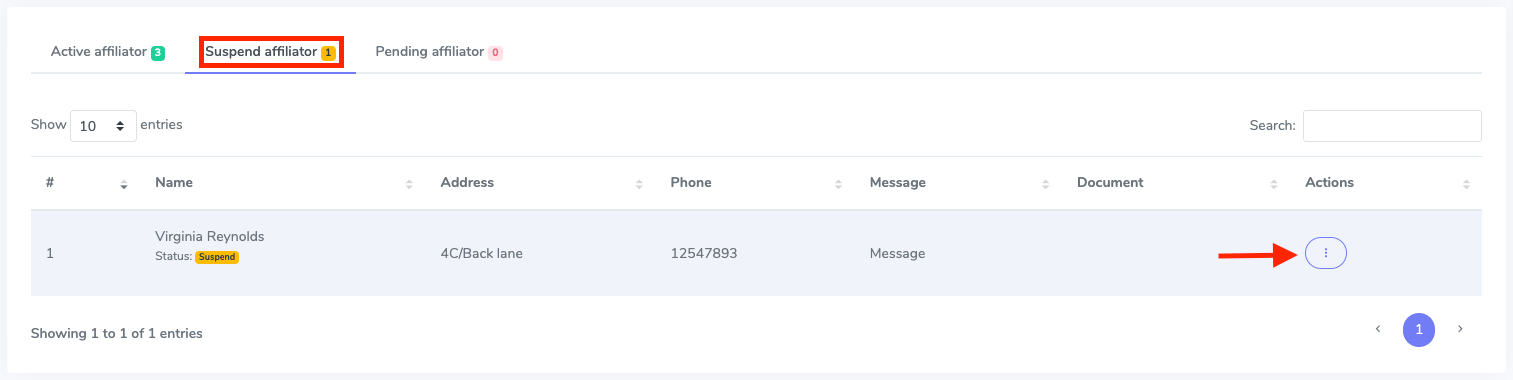 Active affiliator 3 Suspend affiliator 1 Pending affiliator 0
Show 10 entries Search:
# Name Address Phone Message Document Actions
1 Virginia Reynolds 4C/Back lane 12547893 Message
Status: Suspend
Showing 1 to 1 of 1 entries ‹ 1 ›